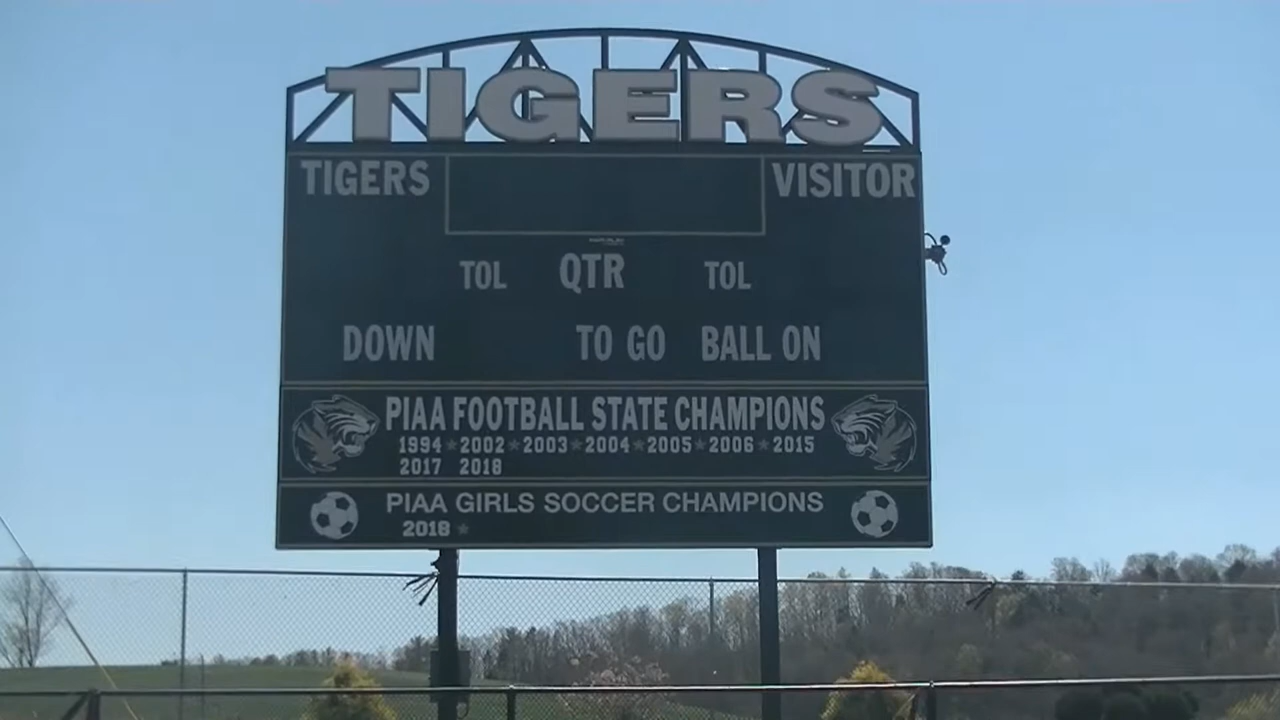 TIGERS
TIGERS VISITOR
TOL QTR TOL
DOWN TO GO BALL ON
PIAA FOOTBALL STATE CHAMPIONS
1994 ★ 2002 ★ 2003 ★ 2004 ★ 2005 ★ 2006 ★ 2015
2017 2018
PIAA GIRLS SOCCER CHAMPIONS
2018 ★